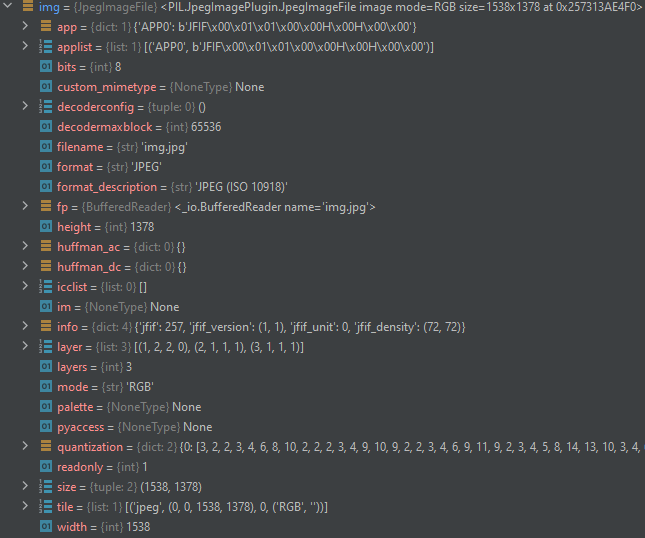 img = {JpegImageFile} <PIL.JpegImagePlugin.JpegImageFile image mode=RGB size=1538x1378 at 0x257313AE4F0>
app = {dict: 1} {'APP0': b'JFIF\x00\x01\x01\x00\x00H\x00H\x00\x00'}
applist = {list: 1} [('APP0', b'JFIF\x00\x01\x01\x00\x00H\x00H\x00\x00')]
bits = {int} 8
custom_mimetype = {NoneType} None
decoderconfig = {tuple: 0} ()
decodermaxblock = {int} 65536
filename = {str} 'img.jpg'
format = {str} 'JPEG'
format_description = {str} 'JPEG (ISO 10918)'
fp = {BufferedReader} <_io.BufferedReader name='img.jpg'>
height = {int} 1378
huffman_ac = {dict: 0} {}
huffman_dc = {dict: 0} {}
icclist = {list: 0} []
im = {NoneType} None
info = {dict: 4} {'jfif': 257, 'jfif_version': (1, 1), 'jfif_unit': 0, 'jfif_density': (72, 72)}
layer = {list: 3} [(1, 2, 2, 0), (2, 1, 1, 1), (3, 1, 1, 1)]
layers = {int} 3
mode = {str} 'RGB'
palette = {NoneType} None
pyaccess = {NoneType} None
quantization = {dict: 2} {0: [3, 2, 2, 3, 4, 6, 8, 10, 2, 2, 2, 3, 4, 9, 10, 9, 2, 2, 3, 4, 6, 9, 11, 9, 2, 3, 4, 5, 8, 14, 13, 10, 3, 4,
readonly = {int} 1
size = {tuple: 2} (1538, 1378)
tile = {list: 1} [('jpeg', (0, 0, 1538, 1378), 0, ('RGB', ''))]
width = {int} 1538